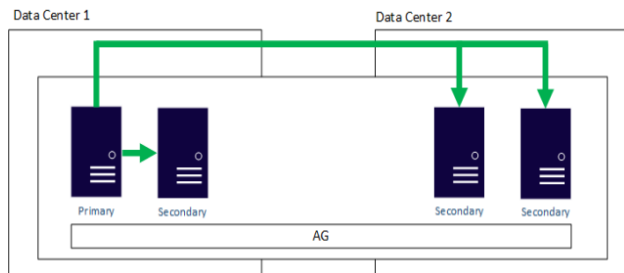 Data Center 1
Data Center 2
Primary
Secondary
Secondary
Secondary
AG